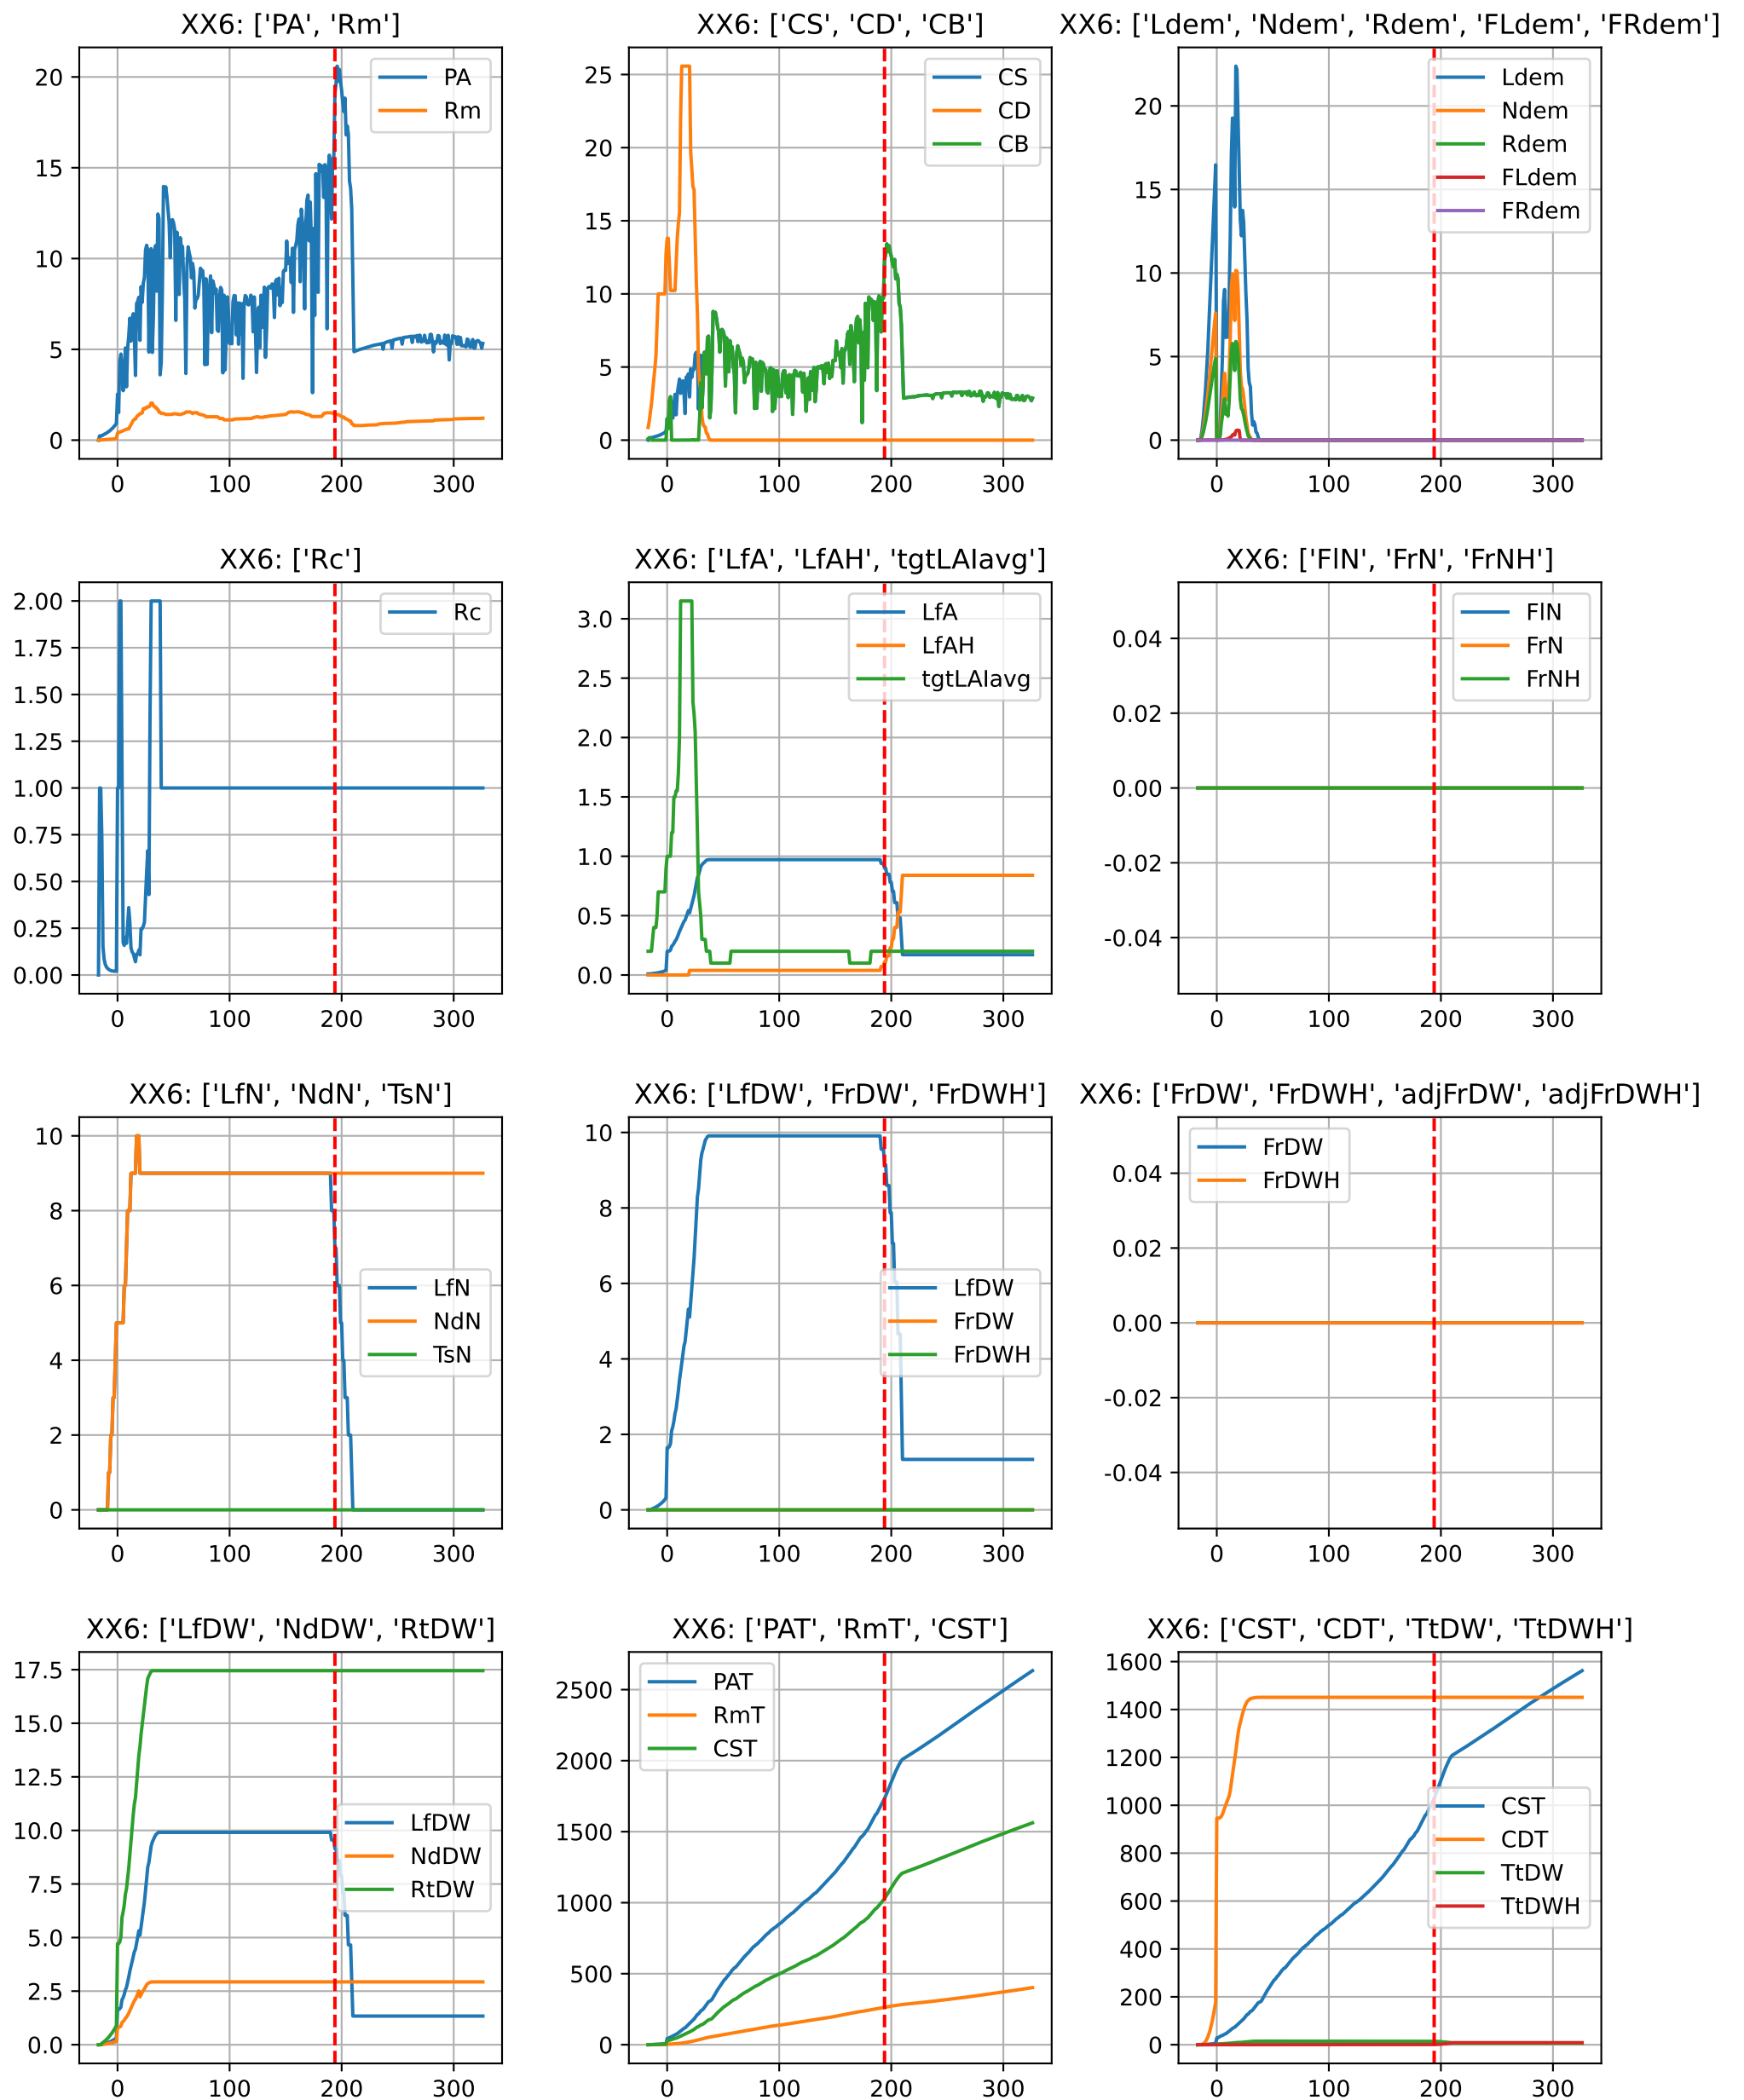 XX6: ['PA', 'Rm']
20
15
10
5
0
PA
Rm
0 100 200 300
XX6: ['CS', 'CD', 'CB']
25
20
15
10
5
0
CS
CD
CB
0 100 200 300
XX6: ['Ldem', 'Ndem', 'Rdem', 'FLdem', 'FRdem']
20
15
10
5
0
Ldem
Ndem
Rdem
FLdem
FRdem
0 100 200 300
XX6: ['Rc']
2.00
1.75
1.50
1.25
1.00
0.75
0.50
0.25
0.00
Rc
0 100 200 300
XX6: ['LfA', 'LfAH', 'tgtLAIavg']
3.0
2.5
2.0
1.5
1.0
0.5
0.0
LfA
LfAH
tgtLAIavg
0 100 200 300
XX6: ['FlN', 'FrN', 'FrNH']
0.04
0.02
0.00
-0.02
-0.04
FlN
FrN
FrNH
0 100 200 300
XX6: ['LfN', 'NdN', 'TsN']
10
8
6
4
2
0
LfN
NdN
TsN
0 100 200 300
XX6: ['LfDW', 'FrDW', 'FrDWH']
10
8
6
4
2
0
LfDW
FrDW
FrDWH
0 100 200 300
XX6: ['FrDW', 'FrDWH', 'adjFrDW', 'adjFrDWH']
0.04
0.02
0.00
-0.02
-0.04
FrDW
FrDWH
0 100 200 300
XX6: ['LfDW', 'NdDW', 'RtDW']
17.5
15.0
12.5
10.0
7.5
5.0
2.5
0.0
LfDW
NdDW
RtDW
0 100 200 300
XX6: ['PAT', 'RmT', 'CST']
2500
2000
1500
1000
500
0
PAT
RmT
CST
0 100 200 300
XX6: ['CST', 'CDT', 'TtDW', 'TtDWH']
1600
1400
1200
1000
800
600
400
200
0
CST
CDT
TtDW
TtDWH
0 100 200 300